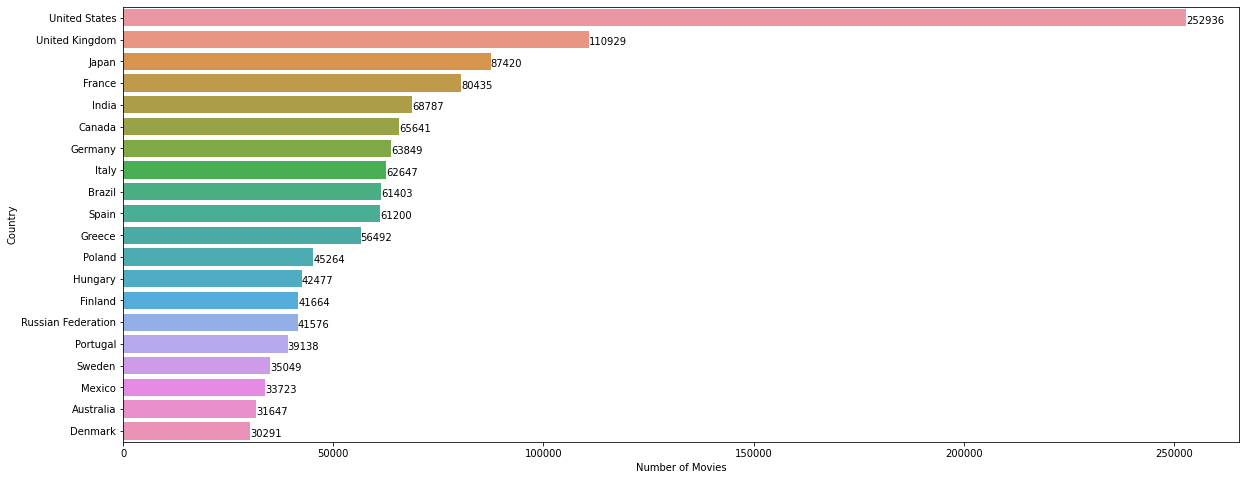 United States 252936
United Kingdom 110929
Japan 87420
France 80435
India 68787
Canada 65641
Germany 63849
Italy 62647
Brazil 61403
Spain 61200
Greece 56492
Poland 45264
Hungary 42477
Finland 41664
Russian Federation 41576
Portugal 39138
Sweden 35049
Mexico 33723
Australia 31647
Denmark 30291
Country
0 50000 100000 150000 200000 250000
Number of Movies